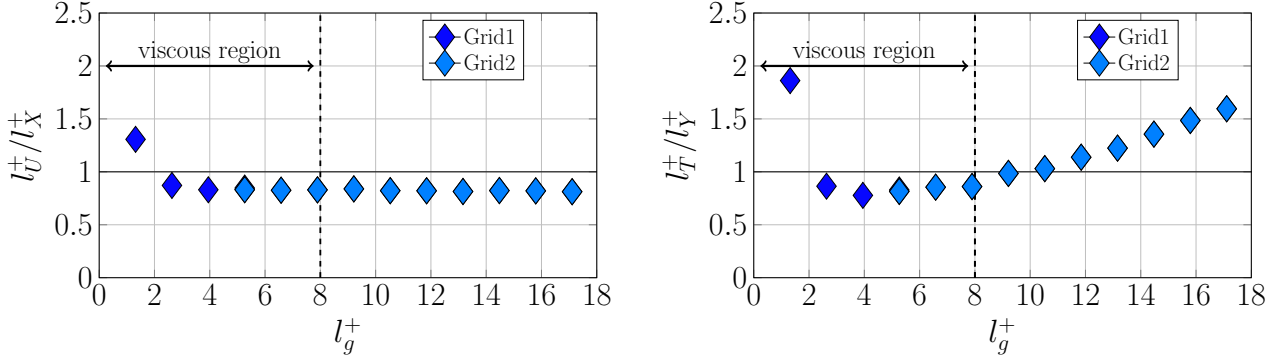 2.5
2
1.5
1
0.5
0
0 2 4 6 8 10 12 14 16 18
l_U^+/l_X^+
l_g^+
viscous region
Grid1
Grid2
2.5
2
1.5
1
0.5
0
0 2 4 6 8 10 12 14 16 18
l_T^+/l_Y^+
l_g^+
viscous region
Grid1
Grid2